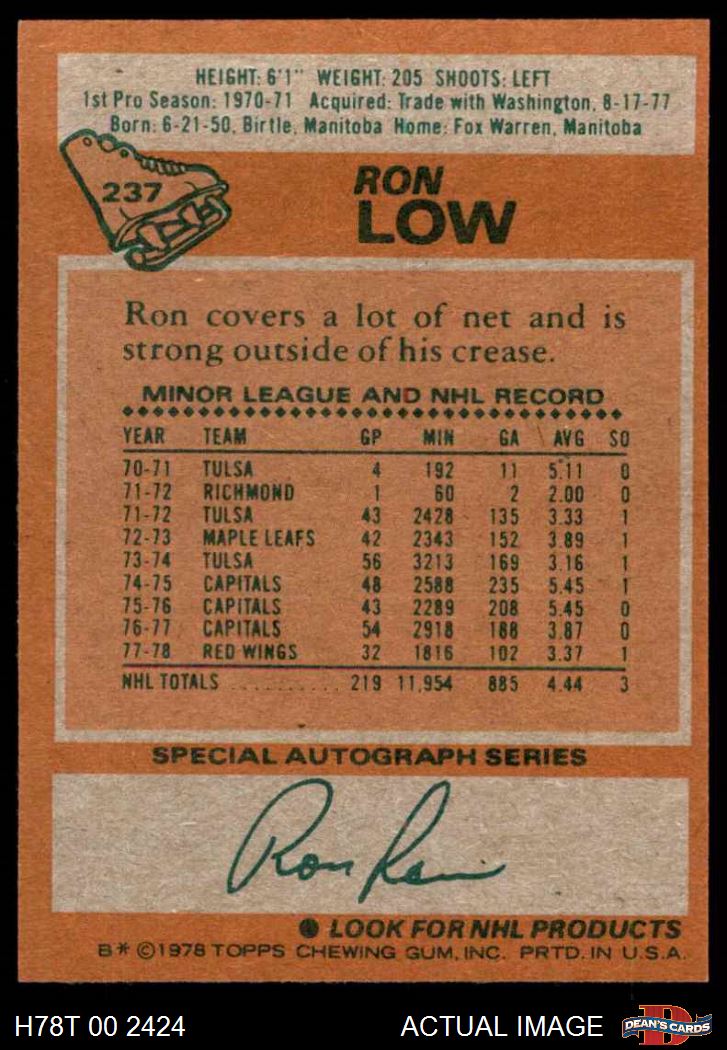 HEIGHT: 6'1" WEIGHT: 205 SHOOTS: LEFT
1st Pro Season: 1970-71 Acquired: Trade with Washington, 8-17-77
Born: 6-21-50, Birtle, Manitoba Home: Fox Warren, Manitoba
237
RON
LOW
Ron covers a lot of net and is
strong outside of his crease.
MINOR LEAGUE AND NHL RECORD
YEAR TEAM GP MIN GA AVG SO
70-71 TULSA 4 192 11 5.11 0
71-72 RICHMOND 1 60 2 2.00 0
71-72 TULSA 43 2428 135 3.33 1
72-73 MAPLE LEAFS 42 2343 152 3.89 1
73-74 TULSA 56 3213 169 3.16 1
74-75 CAPITALS 48 2588 235 5.45 1
75-76 CAPITALS 43 2289 208 5.45 0
76-77 CAPITALS 54 2918 188 3.87 0
77-78 RED WINGS 32 1816 102 3.37 1
NHL TOTALS .......... 219 11,954 885 4.44 3
SPECIAL AUTOGRAPH SERIES
Ron
LOOK FOR NHL PRODUCTS
B* ©1978 TOPPS CHEWING GUM, INC. PRTD. IN U.S.A.
H78T 00 2424 ACTUAL IMAGE DEAN'S CARDS